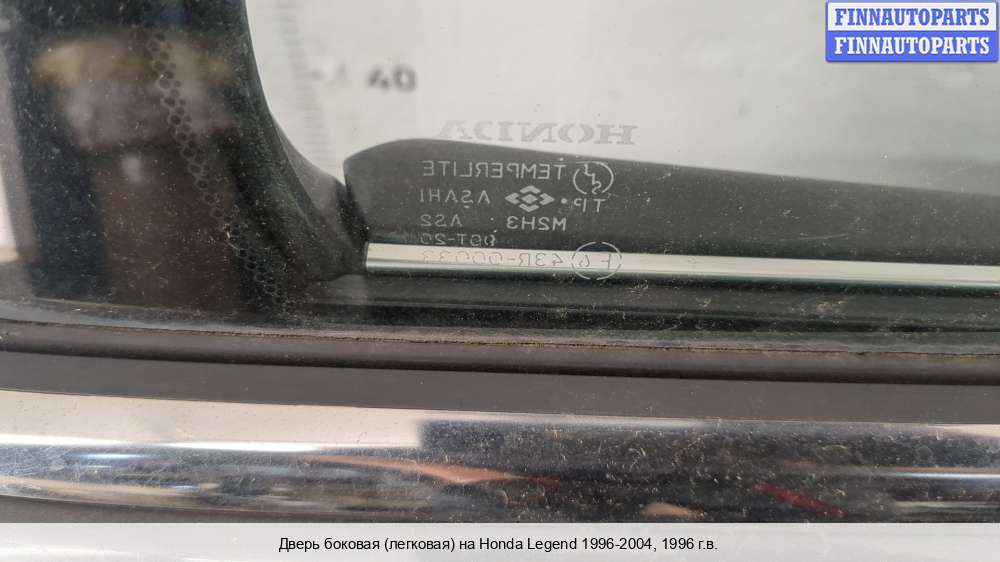 FINNAUTOPARTS
FINNAUTOPARTS
HONDA
TEMPERLITE
ASAHI
TP
M2H3 AS2
DOT-20
43R-00033
Дверь боковая (легковая) на Honda Legend 1996-2004, 1996 г.в.